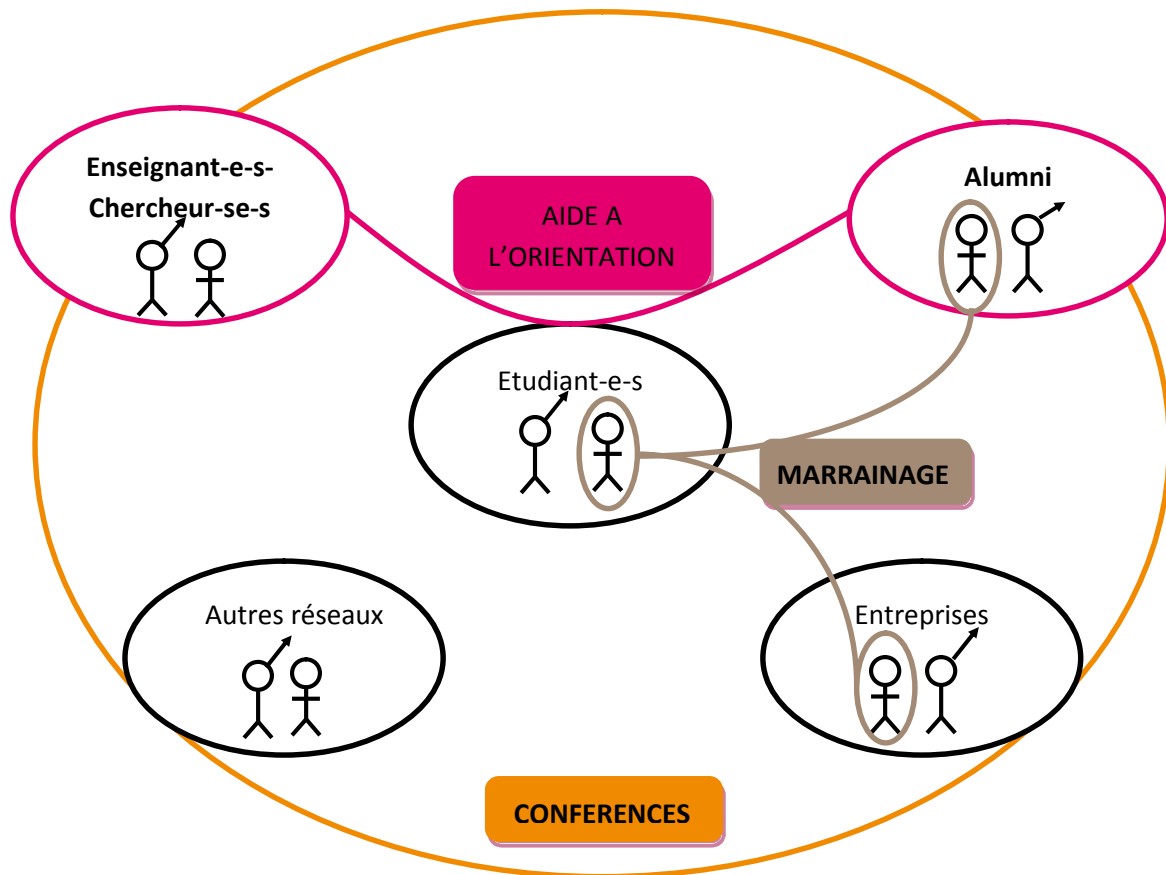 Enseignant-e-s-
Chercheur-se-s
Alumni
AIDE A
L’ORIENTATION
Etudiant-e-s
MARRAINAGE
Autres réseaux
Entreprises
CONFERENCES